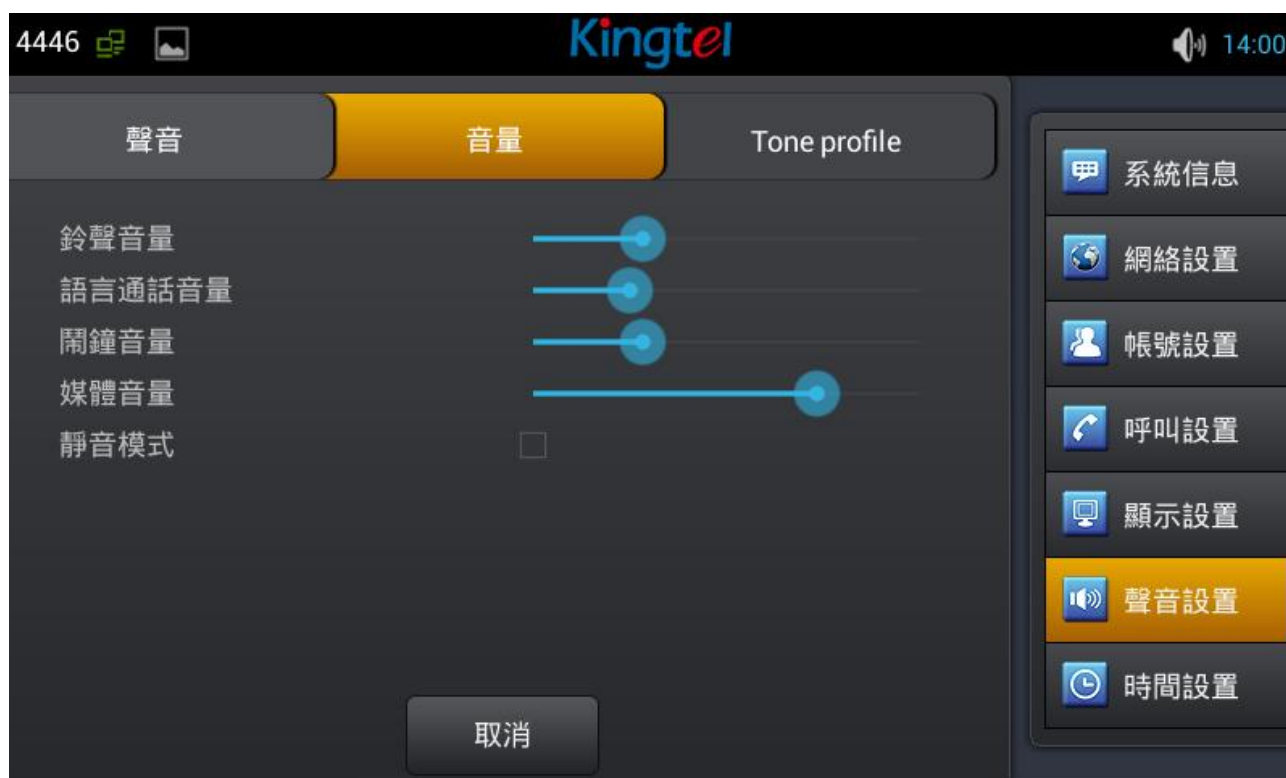 4446
Kingtel
14:00
聲音
音量
Tone profile
鈴聲音量
語言通話音量
鬧鐘音量
媒體音量
靜音模式
取消
系統信息
網絡設置
帳號設置
呼叫設置
顯示設置
聲音設置
時間設置